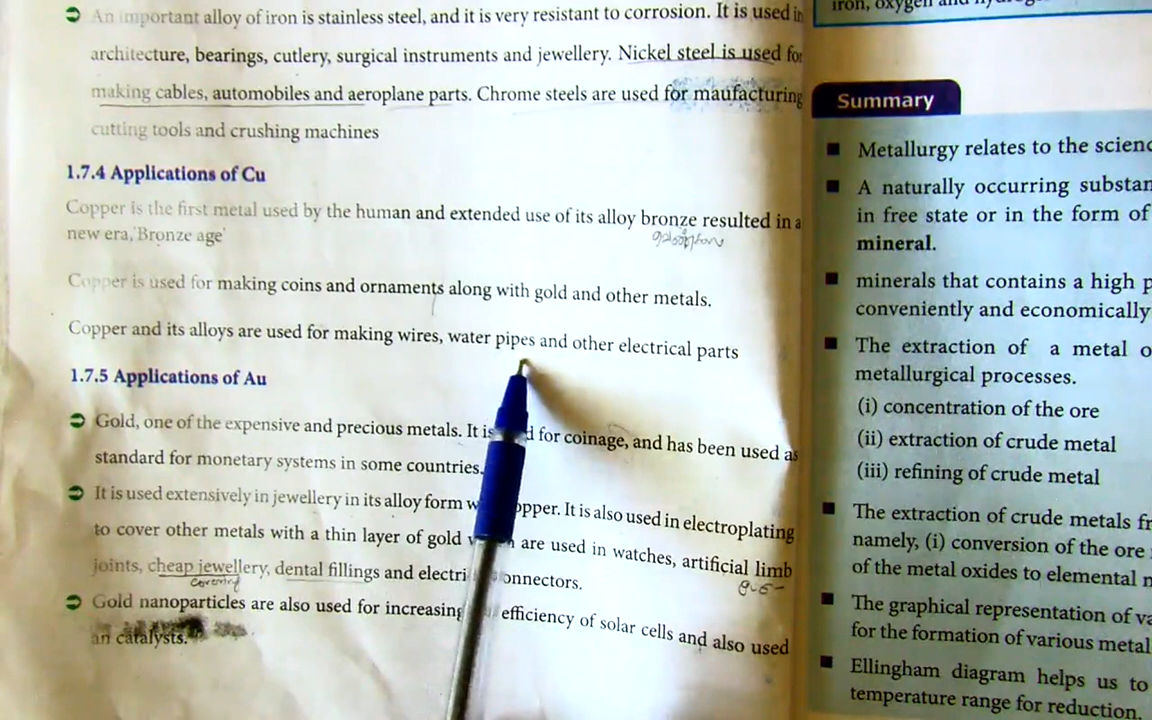 An important alloy of iron is stainless steel, and it is very resistant to corrosion. It is used in
architecture, bearings, cutlery, surgical instruments and jewellery. Nickel steel is used for
making cables, automobiles and aeroplane parts. Chrome steels are used for maufacturing
cutting tools and crushing machines
1.7.4 Applications of Cu
Copper is the first metal used by the human and extended use of its alloy bronze resulted in a
new era,'Bronze age'
Copper is used for making coins and ornaments along with gold and other metals.
Copper and its alloys are used for making wires, water pipes and other electrical parts
1.7.5 Applications of Au
Gold, one of the expensive and precious metals. It is for coinage, and has been used as
standard for monetary systems in some countries.
It is used extensively in jewellery in its alloy form It is also used in electroplating
to cover other metals with a thin layer of gold are used in watches, artificial limb
joints, cheap jewellery, dental fillings and
covering
Gold nanoparticles are also used for increasing efficiency of solar cells and also used
an catalysts.
iron, oxygen and
Summary
Metallurgy relates to the
A naturally occurring
in free state or in the form of
mineral.
minerals that contains a high
conveniently and economically
The extraction of a metal
metallurgical processes.
(i) concentration of the ore
(ii) extraction of crude metal
(iii) refining of crude metal
The extraction of crude metals
namely, (i) conversion of the ore
of the metal oxides to elemental
The graphical representation of
for the formation of various metal
Ellingham diagram helps us to
temperature range for reduction.